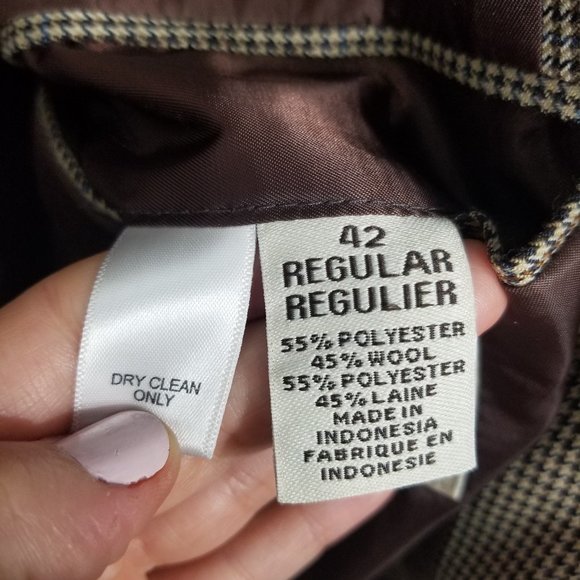 DRY CLEAN
ONLY
42
REGULAR
REGULIER
55% POLYESTER
45% WOOL
55% POLYESTER
45% LAINE
MADE IN
INDONESIA
FABRIQUE EN
INDONESIE